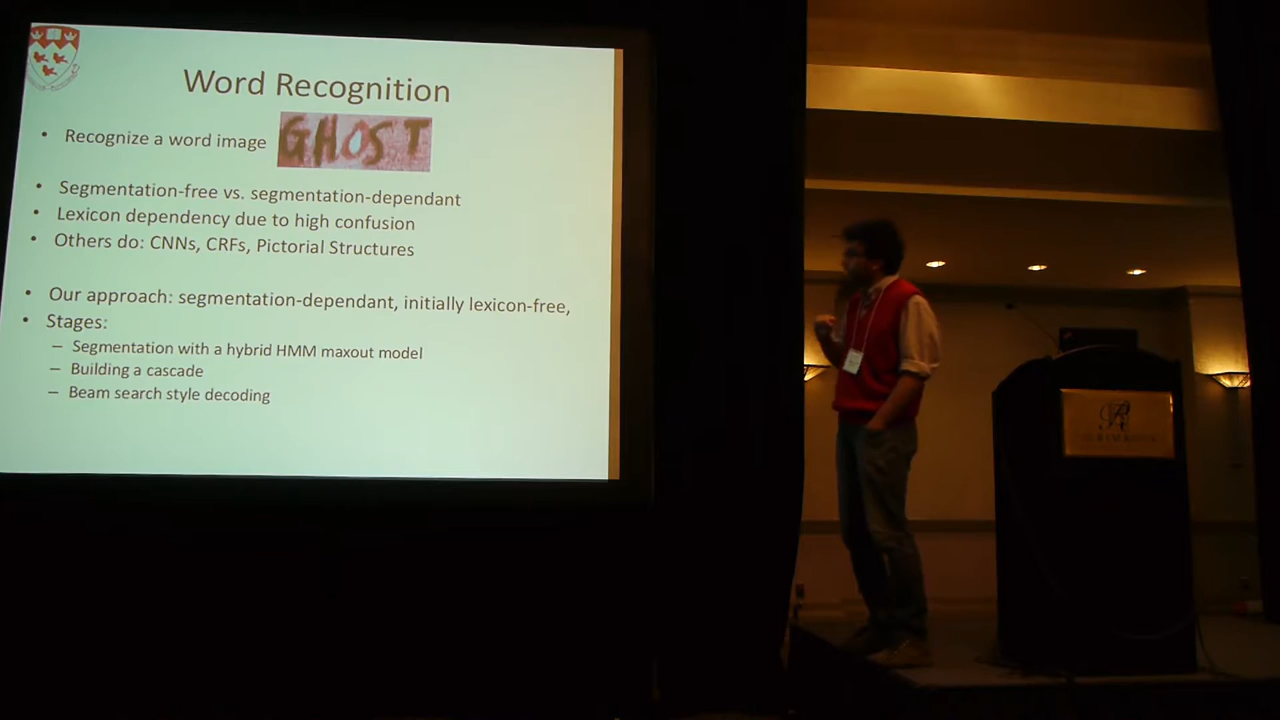 Word Recognition
• Recognize a word image GHOST
• Segmentation-free vs. segmentation-dependant
• Lexicon dependency due to high confusion
• Others do: CNNs, CRFs, Pictorial Structures
• Our approach: segmentation-dependant, initially lexicon-free,
• Stages:
– Segmentation with a hybrid HMM maxout model
– Building a cascade
– Beam search style decoding